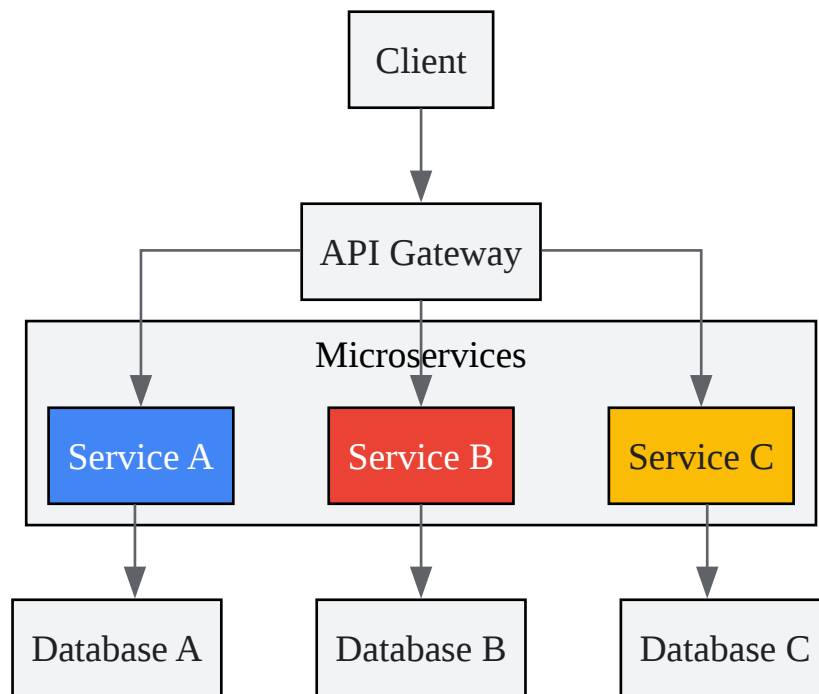 Client
API Gateway
Microservices
Service A
Service B
Service C
Database A
Database B
Database C